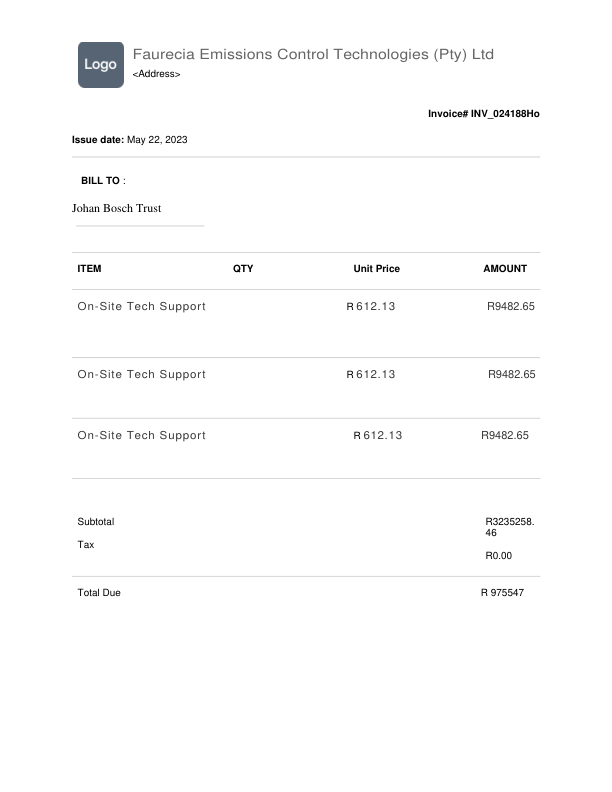 Logo
Faurecia Emissions Control Technologies (Pty) Ltd
<Address>
Invoice# INV_024188Ho
Issue date: May 22, 2023
BILL TO :
Johan Bosch Trust
ITEM QTY Unit Price AMOUNT
On-Site Tech Support R 612.13 R9482.65
On-Site Tech Support R 612.13 R9482.65
On-Site Tech Support R 612.13 R9482.65
Subtotal R3235258.
46
Tax
R0.00
Total Due R 975547